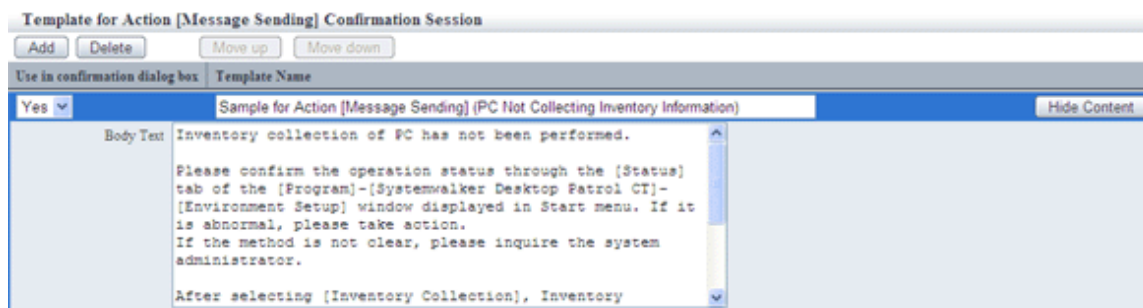 Template for Action [Message Sending] Confirmation Session
Add Delete Move up Move down
Use in confirmation dialog box Template Name
Yes Sample for Action [Message Sending] (PC Not Collecting Inventory Information) Hide Content
Body Text Inventory collection of PC has not been performed.
Please confirm the operation status through the [Status]
tab of the [Program]-[Systemwalker Desktop Patrol CT]-
[Environment Setup] window displayed in Start menu. If it
is abnormal, please take action.
If the method is not clear, please inquire the system
administrator.
After selecting [Inventory Collection], Inventory